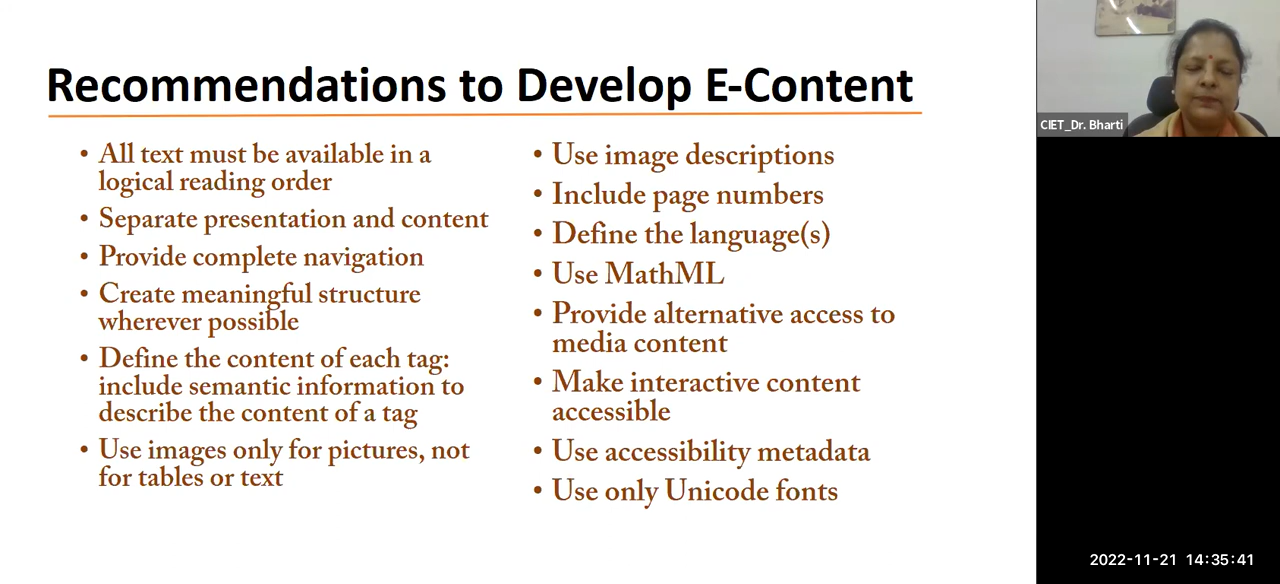 Recommendations to Develop E-Content
• All text must be available in a
logical reading order
• Separate presentation and content
• Provide complete navigation
• Create meaningful structure
wherever possible
• Define the content of each tag:
include semantic information to
describe the content of a tag
• Use images only for pictures, not
for tables or text
• Use image descriptions
• Include page numbers
• Define the language(s)
• Use MathML
• Provide alternative access to
media content
• Make interactive content
accessible
• Use accessibility metadata
• Use only Unicode fonts
CIET_Dr. Bharti
2022-11-21 14:35:41